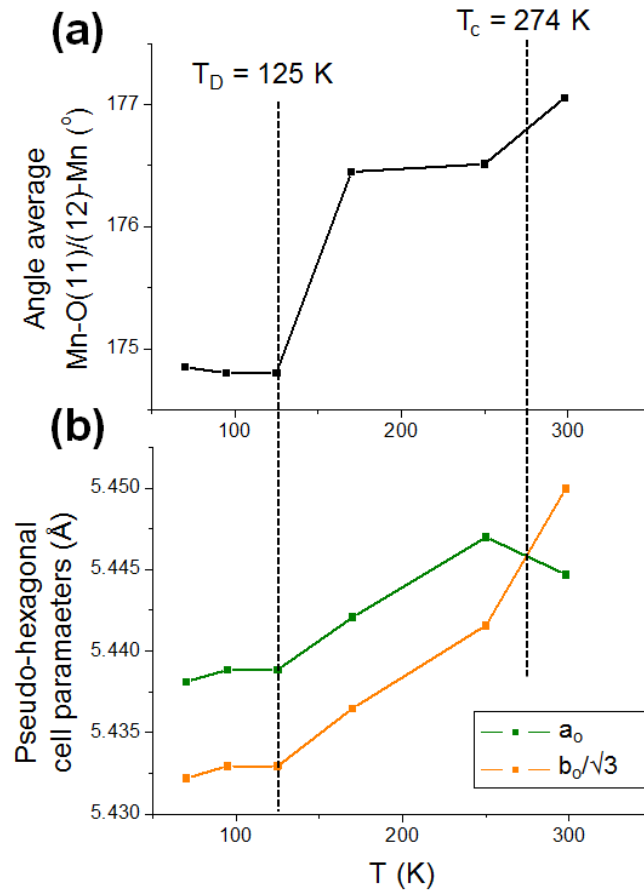 (a)
T_c = 274 K
T_D = 125 K
Angle average
Mn-O(11)/(12)-Mn (°)
177
176
175
100
200
300
(b)
Pseudo-hexagonal
cell paramaeters (Å)
5.450
5.445
5.440
5.435
5.430
a_o
b_o/√3
100
200
300
T (K)